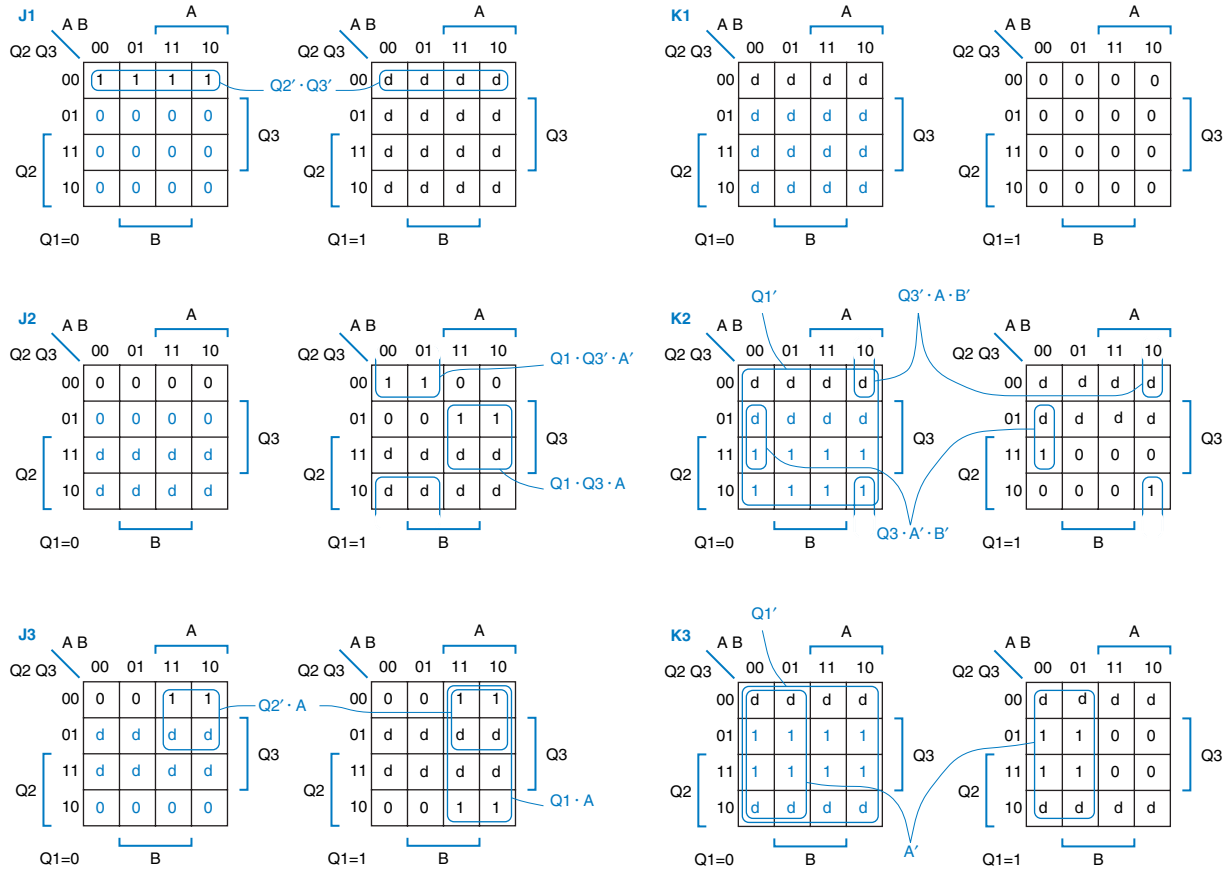 J1
A B
A
Q2 Q3
00 01 11 10
00 1 1 1 1
01 0 0 0 0
11 0 0 0 0
10 0 0 0 0
Q2
Q3
Q1=0
B
Q2′ · Q3′
A B
A
00 01 11 10
00 d d d d
01 d d d d
11 d d d d
10 d d d d
Q2
Q3
Q1=1
B
K1
A B
A
Q2 Q3
00 01 11 10
00 d d d d
01 d d d d
11 d d d d
10 d d d d
Q2
Q3
Q1=0
B
A B
A
Q2 Q3
00 01 11 10
00 0 0 0 0
01 0 0 0 0
11 0 0 0 0
10 0 0 0 0
Q2
Q3
Q1=1
B
J2
A B
A
Q2 Q3
00 01 11 10
00 0 0 0 0
01 0 0 0 0
11 d d d d
10 d d d d
Q2
Q3
Q1=0
B
A B
A
Q2 Q3
00 01 11 10
00 1 1 0 0
01 0 0 1 1
11 d d d d
10 d d d d
Q2
Q3
Q1=1
B
Q1 · Q3′ · A′
Q1 · Q3 · A
K2
Q1′
Q3′ · A · B′
A B
A
Q2 Q3
00 01 11 10
00 d d d d
01 d d d d
11 1 1 1 1
10 1 1 1 1
Q2
Q3
Q1=0
B
Q3 · A′ · B′
A B
A
Q2 Q3
00 01 11 10
00 d d d d
01 d d d d
11 1 0 0 0
10 0 0 0 1
Q2
Q3
Q1=1
B
J3
A B
A
Q2 Q3
00 01 11 10
00 0 0 1 1
01 d d d d
11 d d d d
10 0 0 0 0
Q2
Q3
Q1=0
B
Q2′ · A
A B
A
Q2 Q3
00 01 11 10
00 0 0 1 1
01 d d d d
11 d d d d
10 0 0 1 1
Q2
Q3
Q1=1
B
Q1 · A
K3
Q1′
A B
A
Q2 Q3
00 01 11 10
00 d d d d
01 1 1 1 1
11 1 1 1 1
10 d d d d
Q2
Q3
Q1=0
B
A′
A B
A
Q2 Q3
00 01 11 10
00 d d d d
01 1 1 0 0
11 1 1 0 0
10 d d d d
Q2
Q3
Q1=1
B